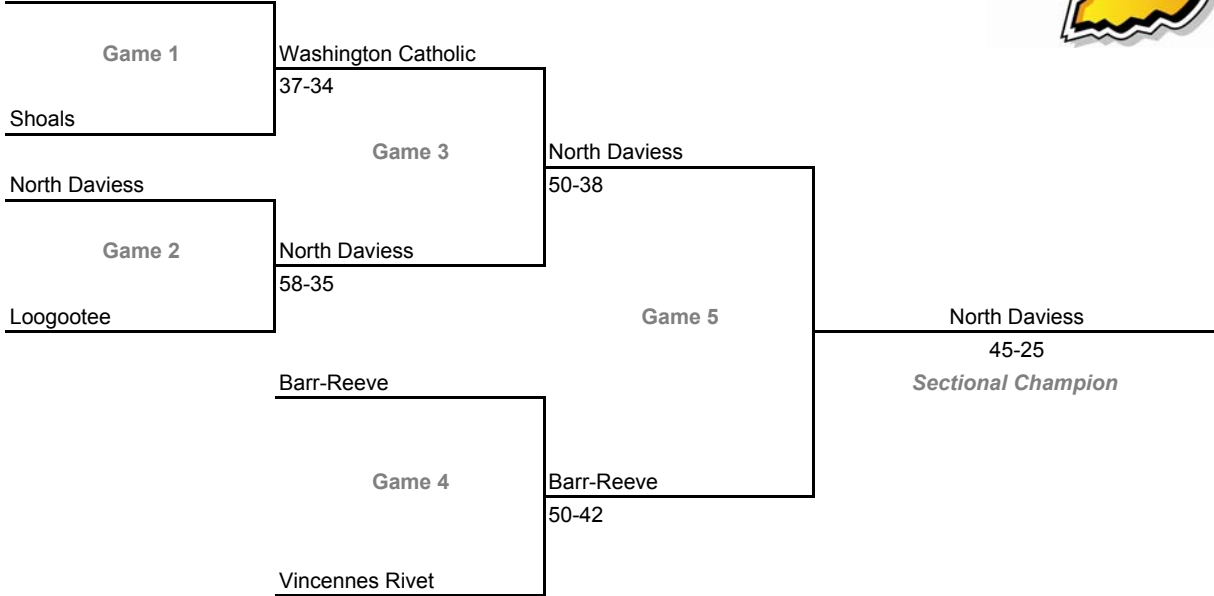 Game 1
Washington Catholic
37-34
Shoals
Game 3
North Daviess
North Daviess
50-38
Game 2
North Daviess
58-35
Loogootee
Game 5
North Daviess
45-25
Barr-Reeve
Sectional Champion
Game 4
Barr-Reeve
50-42
Vincennes Rivet